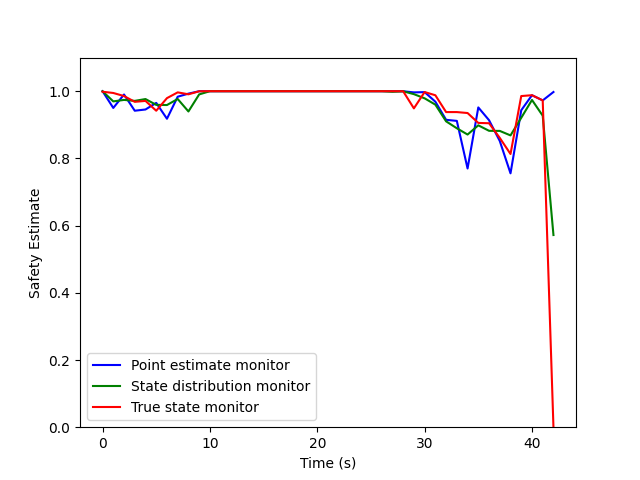 1.0
0.8
0.6
0.4
0.2
0.0
Safety Estimate
Point estimate monitor
State distribution monitor
True state monitor
0 10 20 30 40
Time (s)